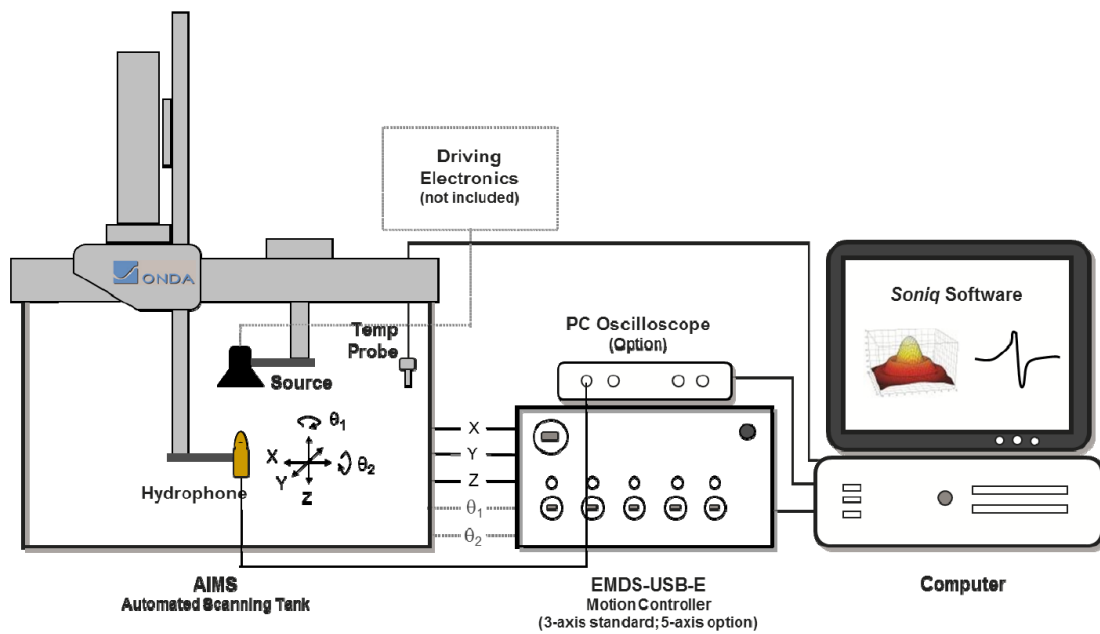 Driving
Electronics
(not included)
ONDA
Soniq Software
PC Oscilloscope
(Option)
Temp
Probe
Source
θ1
X
θ2
Y
Z
Hydrophone
X
Y
Z
θ1
θ2
AIMS
Automated Scanning Tank
EMDS-USB-E
Motion Controller
(3-axis standard; 5-axis option)
Computer